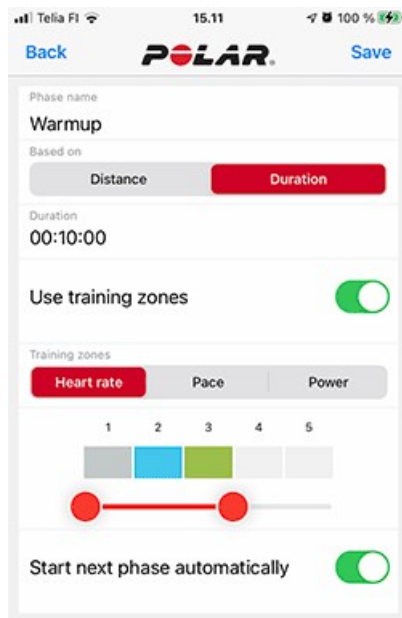 Telia FI 15.11 100 %
Back POLAR. Save
Phase name
Warmup
Based on
Distance Duration
Duration
00:10:00
Use training zones
Training zones
Heart rate Pace Power
1 2 3 4 5
Start next phase automatically